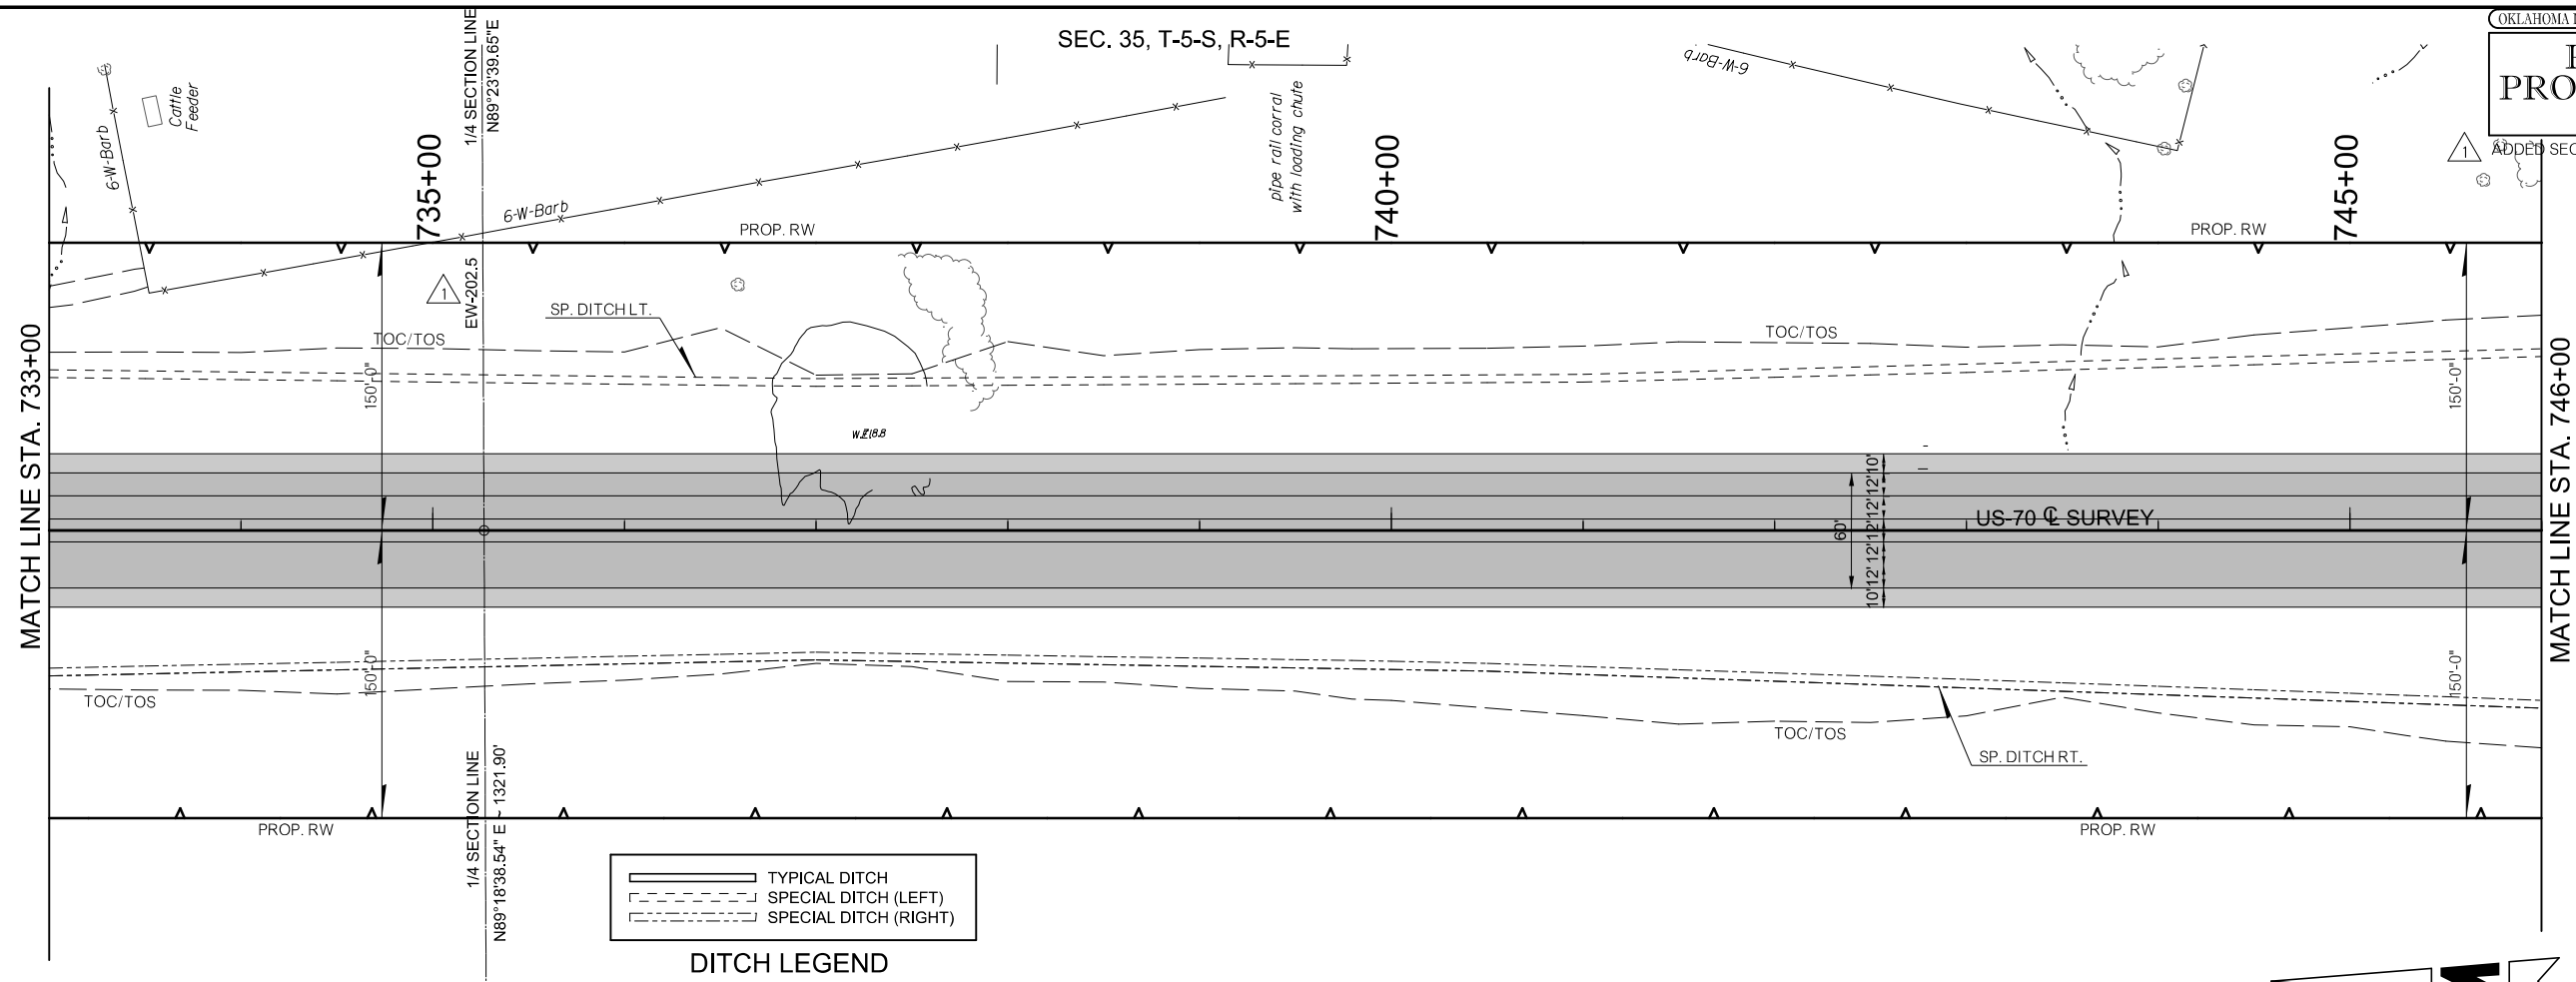 SEC. 35, T-5-S, R-5-E
OKLAHOMA
PRO
1
ADDED SEC
1/4 SECTION LINE
N89°23'39.65"E
Cattle
Feeder
6-W-Barb
6-W-Barb
6-W-Barb
pipe rail corral
with loading chute
735+00
740+00
745+00
PROP. RW
PROP. RW
1
EW-202.5
SP. DITCH LT.
TOC/TOS
TOC/TOS
150'-0"
150'-0"
MATCH LINE STA. 733+00
MATCH LINE STA. 746+00
10'12'12'12'12'12'10'
60'
US-70 ℄ SURVEY
150'-0"
150'-0"
TOC/TOS
TOC/TOS
SP. DITCH RT.
PROP. RW
PROP. RW
1/4 SECTION LINE
N89°18'38.54" E ~ 1321.90'
TYPICAL DITCH
SPECIAL DITCH (LEFT)
SPECIAL DITCH (RIGHT)
DITCH LEGEND